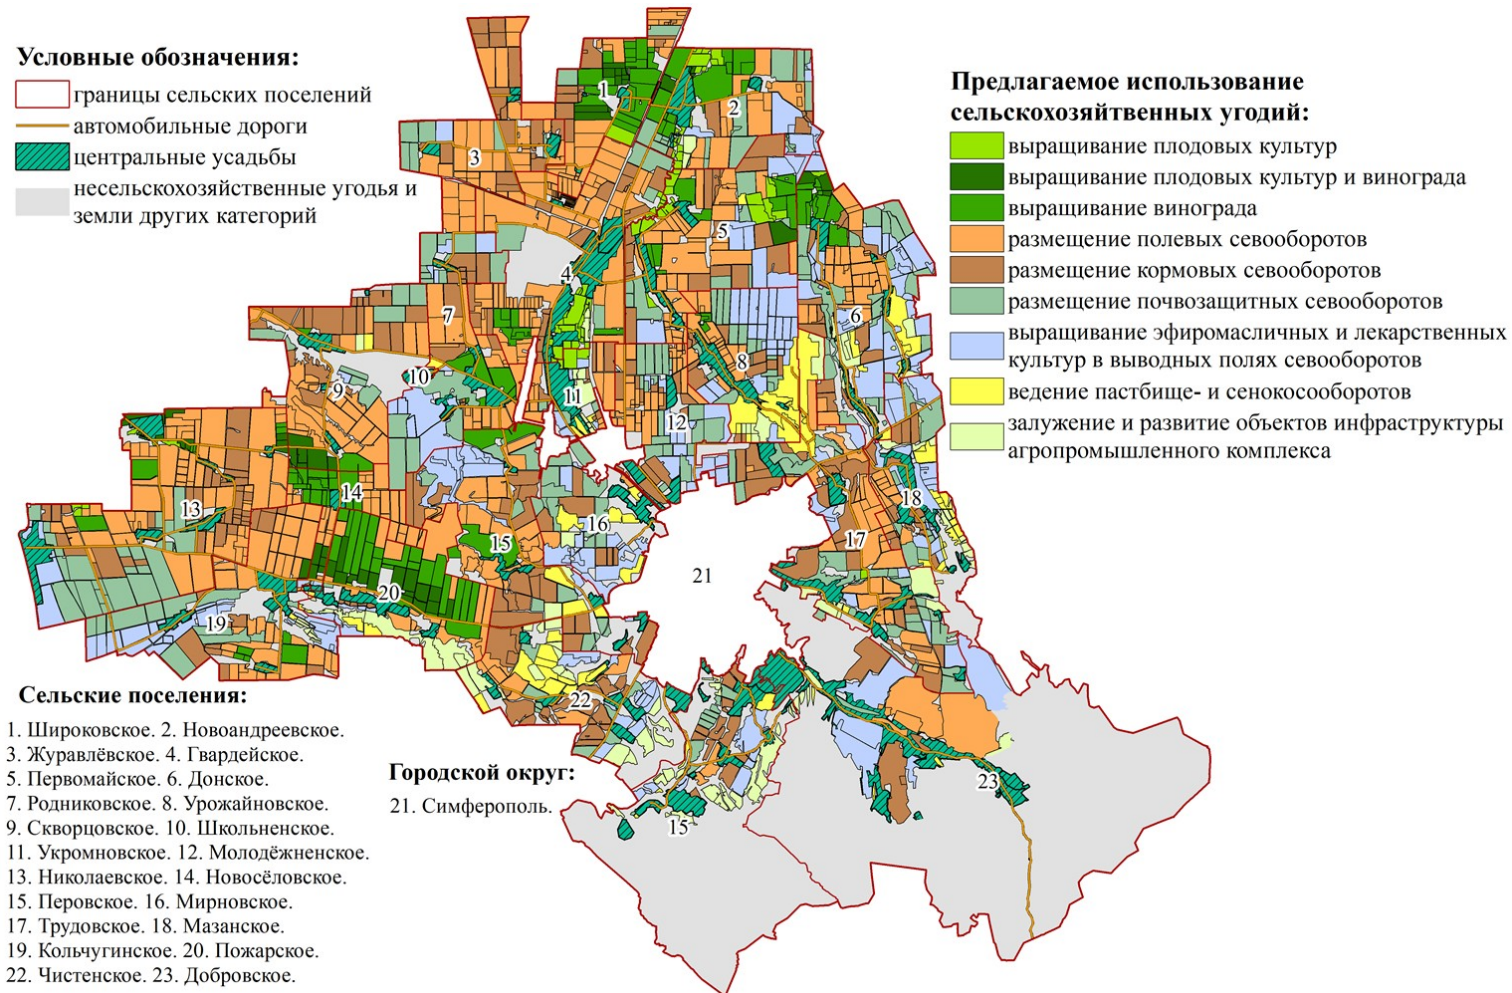 Условные обозначения:
границы сельских поселений
автомобильные дороги
центральные усадьбы
несельскохозяйственные угодья и
земли других категорий
Предлагаемое использование
сельскохозяйтвенных угодий:
выращивание плодовых культур
выращивание плодовых культур и винограда
выращивание винограда
размещение полевых севооборотов
размещение кормовых севооборотов
размещение почвозащитных севооборотов
выращивание эфиромасличных и лекарственных
культур в выводных полях севооборотов
ведение пастбище- и сенокосооборотов
залужение и развитие объектов инфраструктуры
агропромышленного комплекса
1
2
3
5
4
6
7
8
10
9
11
12
14
13
18
16
17
15
21
20
19
22
23
15
Сельские поселения:
1. Широковское. 2. Новоандреевское.
3. Журавлёвское. 4. Гвардейское.
5. Первомайское. 6. Донское.
7. Родниковское. 8. Урожайновское.
9. Скворцовское. 10. Школьненское.
11. Укромновское. 12. Молодёжненское.
13. Николаевское. 14. Новосёловское.
15. Перовское. 16. Мирновское.
17. Трудовское. 18. Мазанское.
19. Кольчугинское. 20. Пожарское.
22. Чистенское. 23. Добровское.
Городской округ:
21. Симферополь.